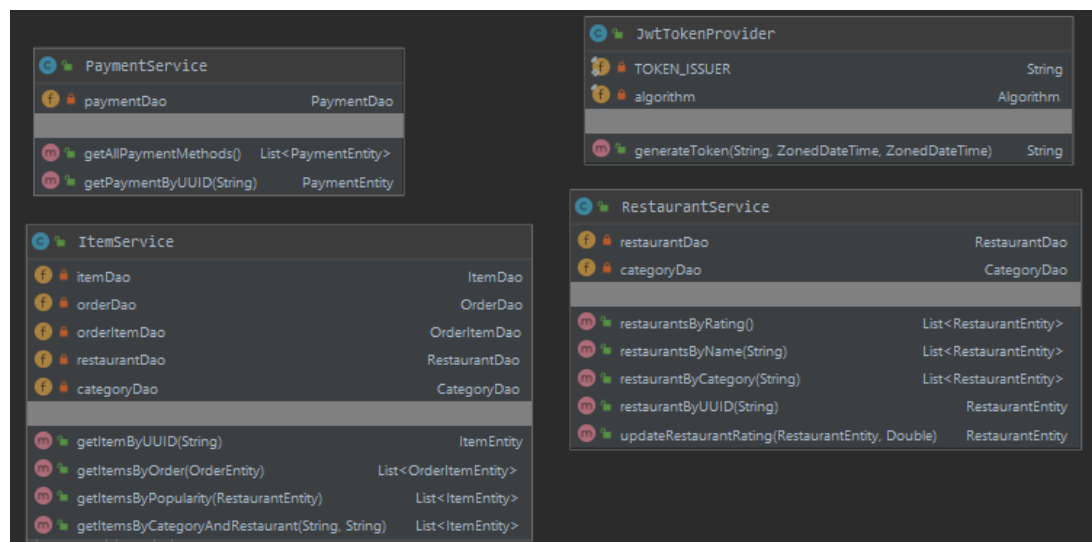 PaymentService
paymentDao PaymentDao
getAllPaymentMethods() List<PaymentEntity>
getPaymentByUUID(String) PaymentEntity
JwtTokenProvider
TOKEN_ISSUER String
algorithm Algorithm
generateToken(String, ZonedDateTime, ZonedDateTime) String
ItemService
itemDao ItemDao
orderDao OrderDao
orderItemDao OrderItemDao
restaurantDao RestaurantDao
categoryDao CategoryDao
getItemByUUID(String) ItemEntity
getItemsByOrder(OrderEntity) List<OrderItemEntity>
getItemsByPopularity(RestaurantEntity) List<ItemEntity>
getItemsByCategoryAndRestaurant(String, String) List<ItemEntity>
RestaurantService
restaurantDao RestaurantDao
categoryDao CategoryDao
restaurantsByRating() List<RestaurantEntity>
restaurantsByName(String) List<RestaurantEntity>
restaurantByCategory(String) List<RestaurantEntity>
restaurantByUUID(String) RestaurantEntity
updateRestaurantRating(RestaurantEntity, Double) RestaurantEntity